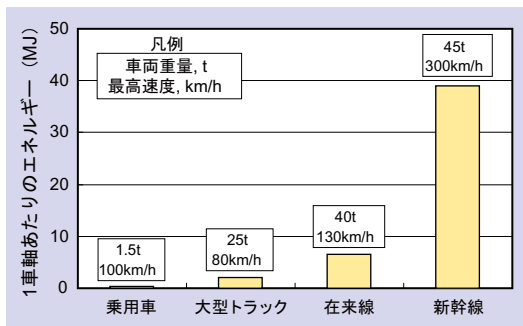 1車軸あたりのエネルギー (MJ)
50
40
30
20
10
0
凡例
車両重量, t
最高速度, km/h
1.5t
100km/h
25t
80km/h
40t
130km/h
45t
300km/h
乗用車
大型トラック
在来線
新幹線